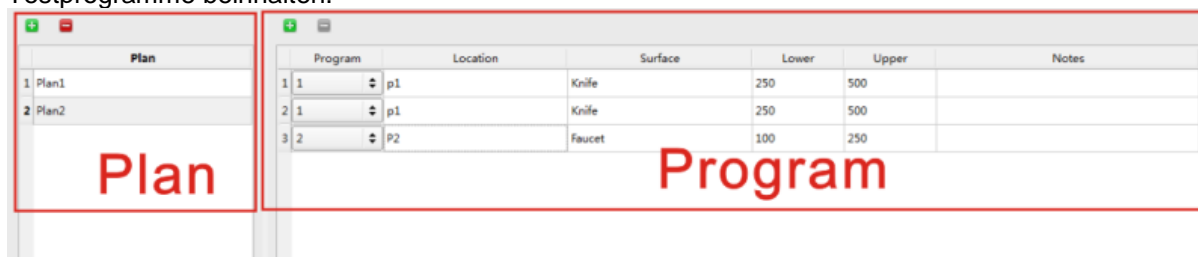 Testprogramme beinhalten.
Plan
Program Location Surface Lower Upper Notes
1 Plan1
1 1 p1 Knife 250 500
2 Plan2
2 1 p1 Knife 250 500
3 2 P2 Faucet 100 250
Plan
Program